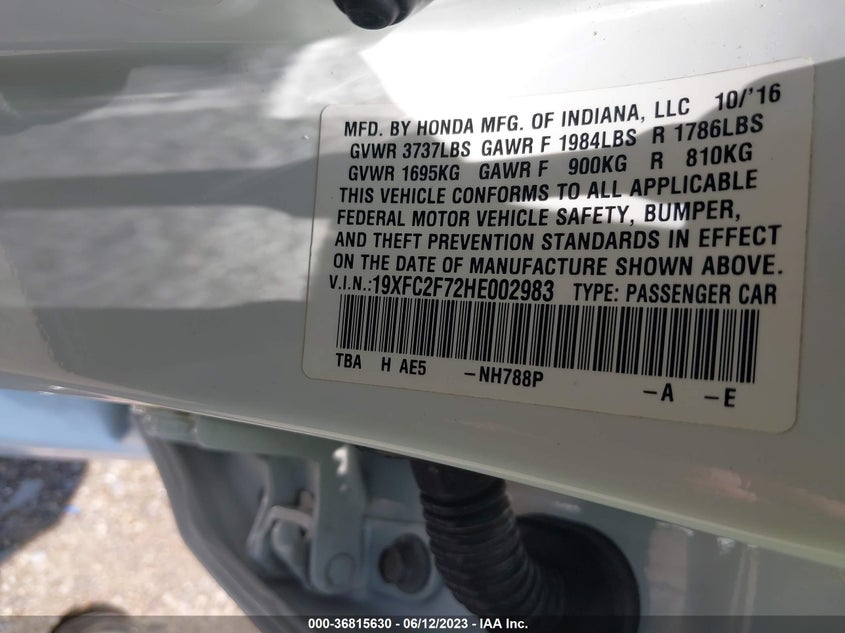 MFD. BY HONDA MFG. OF INDIANA, LLC 10/'16
GVWR 3737LBS GAWR F 1984LBS R 1786LBS
GVWR 1695KG GAWR F 900KG R 810KG
THIS VEHICLE CONFORMS TO ALL APPLICABLE
FEDERAL MOTOR VEHICLE SAFETY, BUMPER,
AND THEFT PREVENTION STANDARDS IN EFFECT
ON THE DATE OF MANUFACTURE SHOWN ABOVE.
V.I.N.:19XFC2F72HE002983 TYPE: PASSENGER CAR
TBA H AE5 -NH788P -A -E
000-36815630 - 06/12/2023 - IAA Inc.